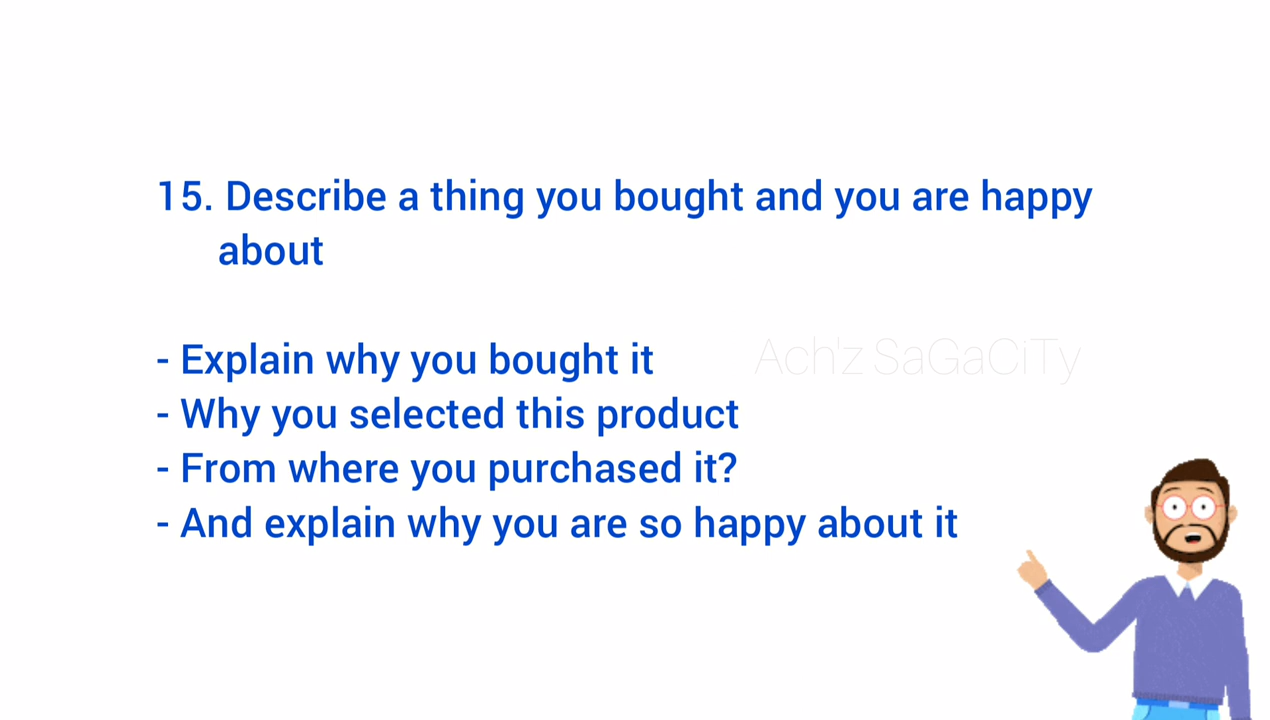 15. Describe a thing you bought and you are happy
about
- Explain why you bought it
Ach'z SaGaCiTy
- Why you selected this product
- From where you purchased it?
- And explain why you are so happy about it